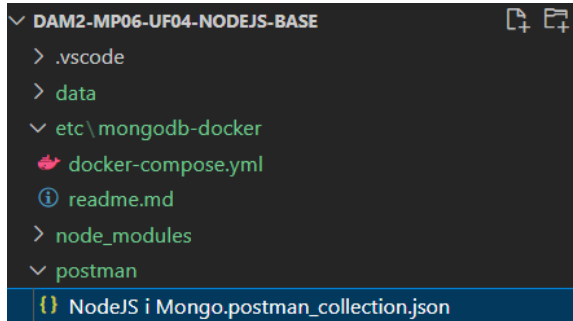 DAM2-MP06-UF04-NODEJS-BASE
.vscode
data
etc\mongodb-docker
docker-compose.yml
readme.md
node_modules
postman
NodeJS i Mongo.postman_collection.json